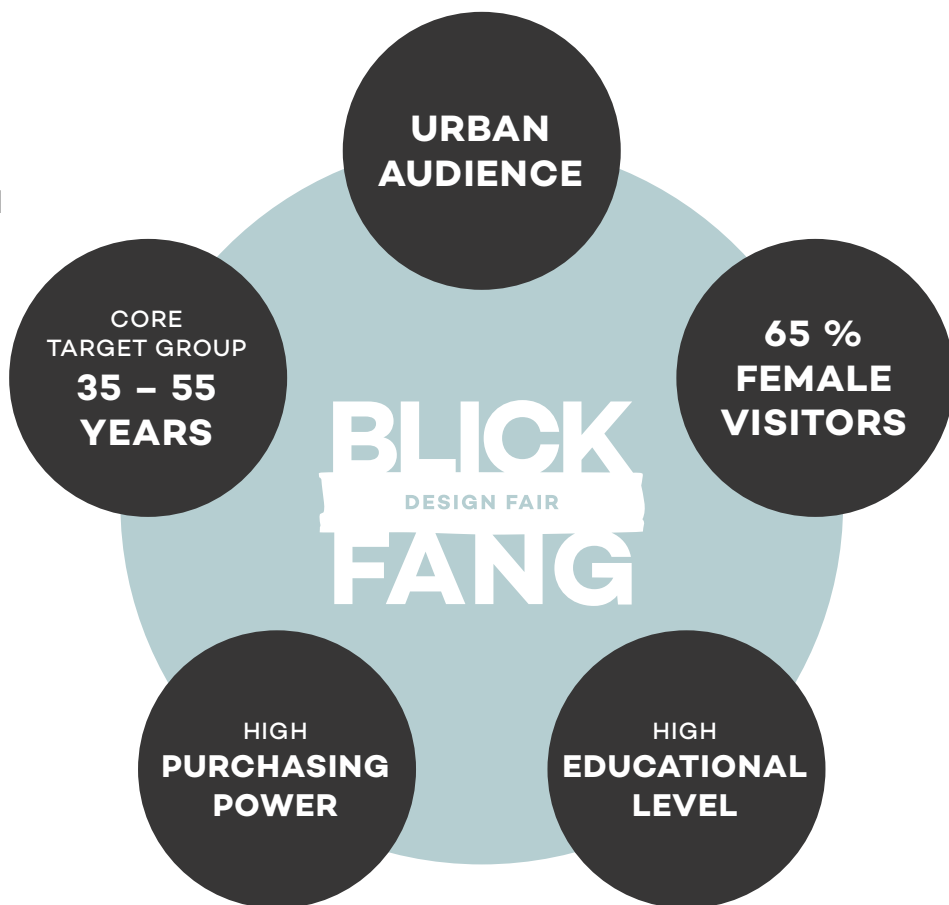 URBAN
AUDIENCE
CORE
TARGET GROUP
35 – 55
YEARS
65 %
FEMALE
VISITORS
BLICK
DESIGN FAIR
FANG
HIGH
PURCHASING
POWER
HIGH
EDUCATIONAL
LEVEL